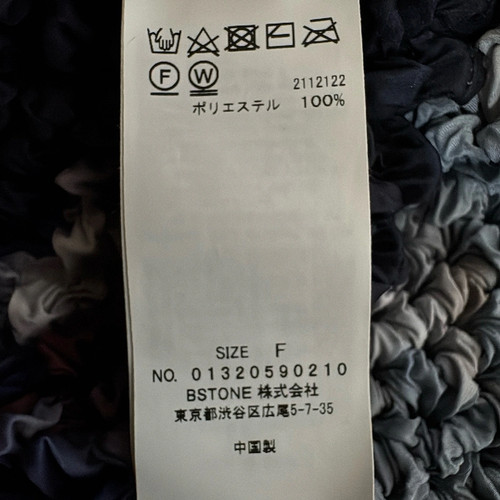 F W
2112122
ポリエステル 100%
SIZE F
NO. 01320590210
BSTONE 株式会社
東京都渋谷区広尾5-7-35
中国製